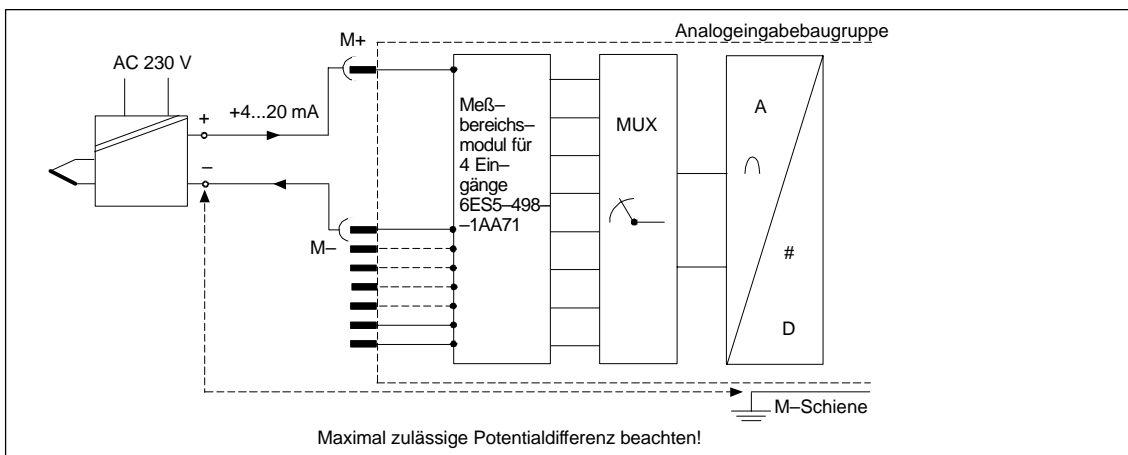 Analogeingabebaugruppe
M+
AC 230 V
+4...20 mA
+
–
M–
Meß–
bereichs–
modul für
4 Ein–
gänge
6ES5–498–
–1AA71
MUX
A
#
D
M–Schiene
Maximal zulässige Potentialdifferenz beachten!